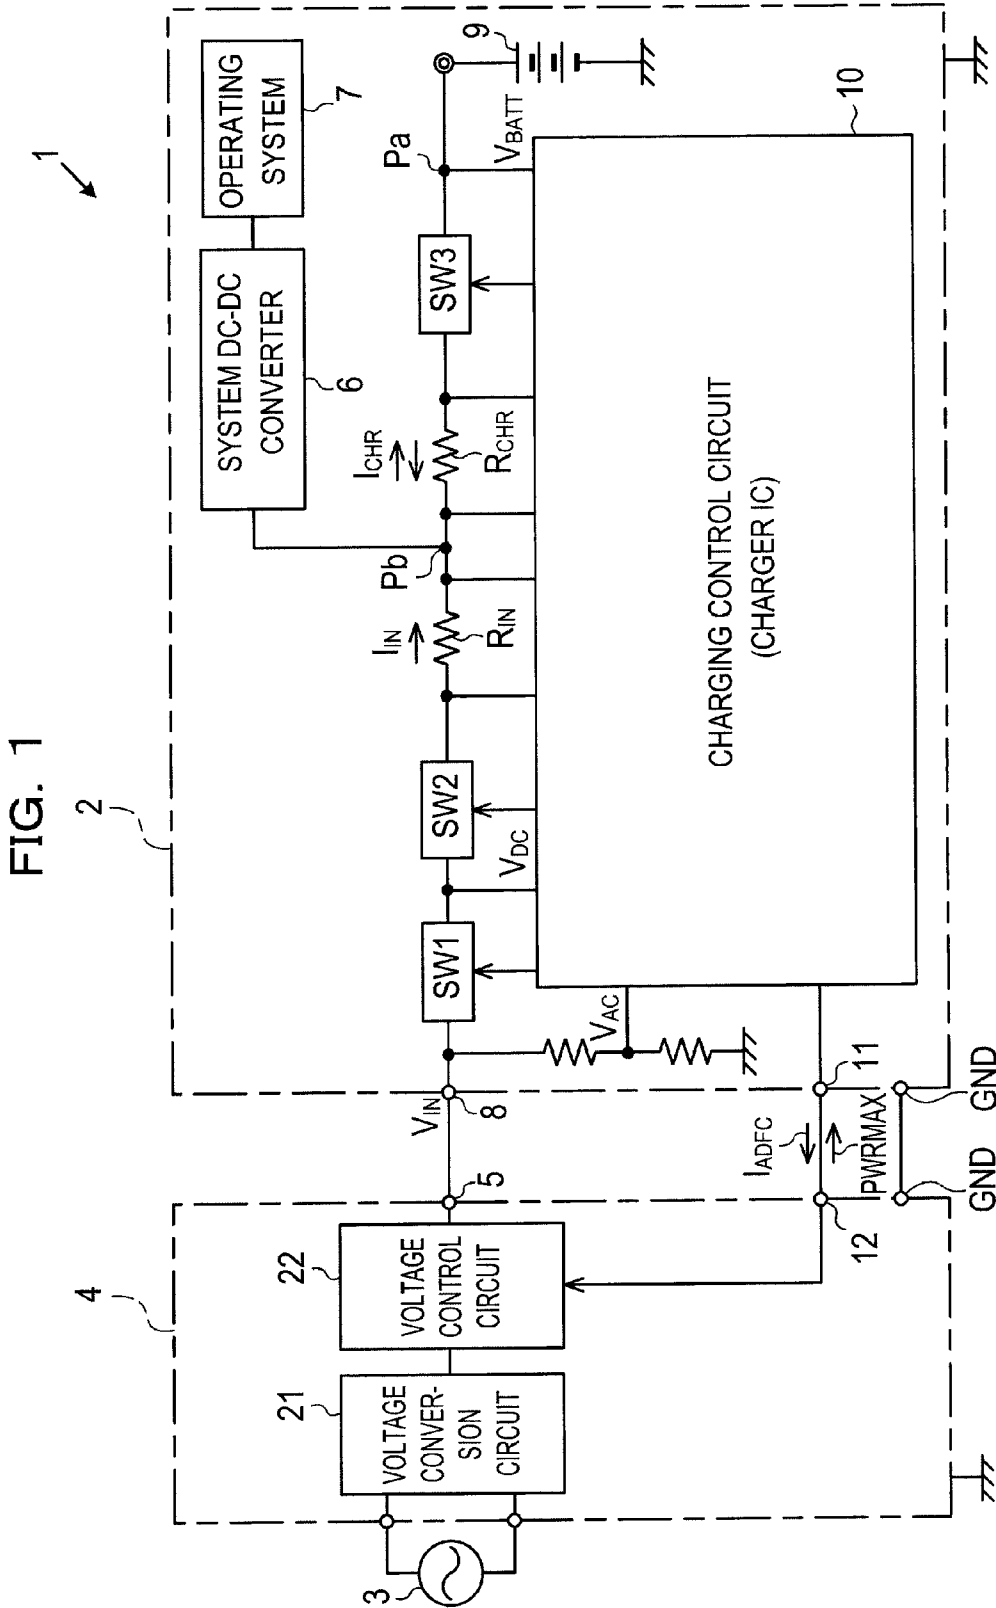 FIG. 1
1
2
4
OPERATING
SYSTEM
7
SYSTEM DC-DC
CONVERTER
6
3
21
VOLTAGE
CONVER-
SION
CIRCUIT
22
VOLTAGE
CONTROL
CIRCUIT
5
VIN
8
SW1
SW2
IIN
RIN
Pb
ICHR
RCHR
SW3
Pa
9
VAC
VDC
VBATT
10
CHARGING CONTROL CIRCUIT
(CHARGER IC)
12
IADFC
PWRMAX
11
GND
GND